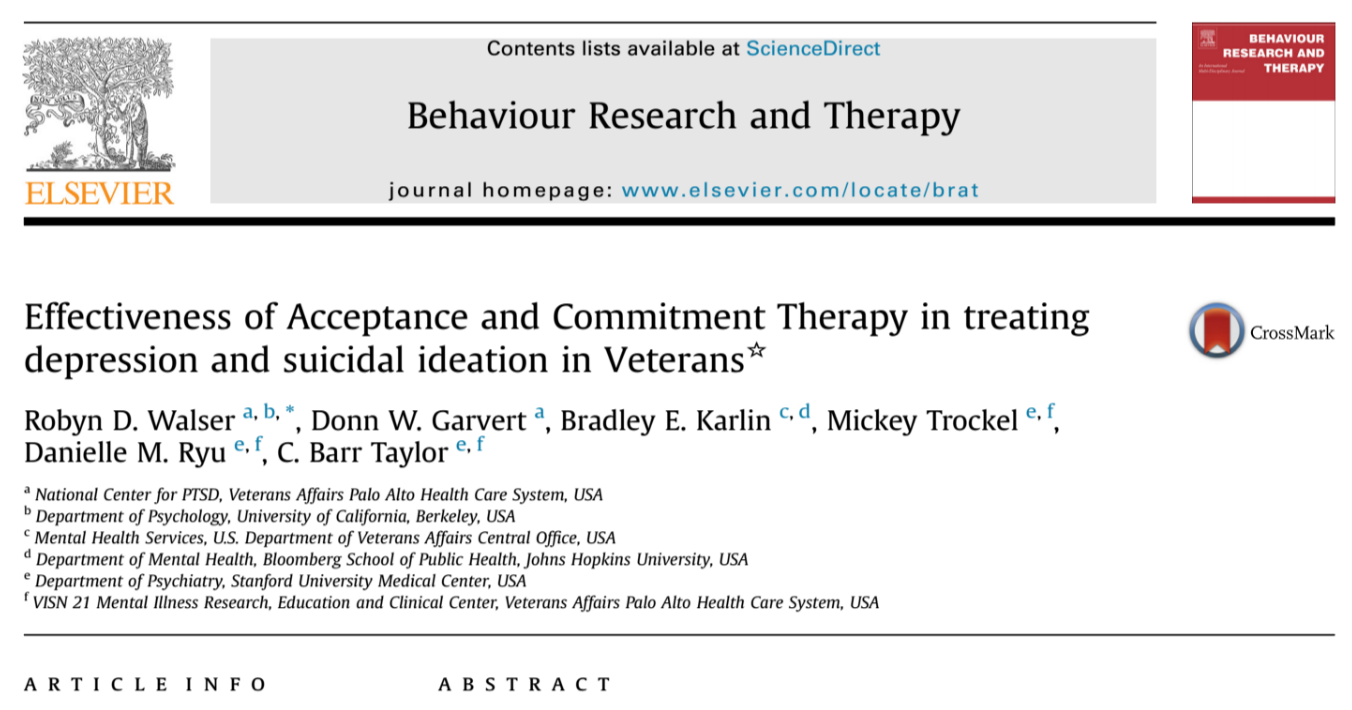 Contents lists available at ScienceDirect
Behaviour Research and Therapy
journal homepage: www.elsevier.com/locate/brat
ELSEVIER
BEHAVIOUR
RESEARCH AND
THERAPY
Effectiveness of Acceptance and Commitment Therapy in treating
depression and suicidal ideation in Veterans☆
CrossMark
Robyn D. Walser a, b, *, Donn W. Garvert a, Bradley E. Karlin c, d, Mickey Trockel e, f,
Danielle M. Ryu e, f, C. Barr Taylor e, f
a National Center for PTSD, Veterans Affairs Palo Alto Health Care System, USA
b Department of Psychology, University of California, Berkeley, USA
c Mental Health Services, U.S. Department of Veterans Affairs Central Office, USA
d Department of Mental Health, Bloomberg School of Public Health, Johns Hopkins University, USA
e Department of Psychiatry, Stanford University Medical Center, USA
f VISN 21 Mental Illness Research, Education and Clinical Center, Veterans Affairs Palo Alto Health Care System, USA
ARTICLE INFO
ABSTRACT